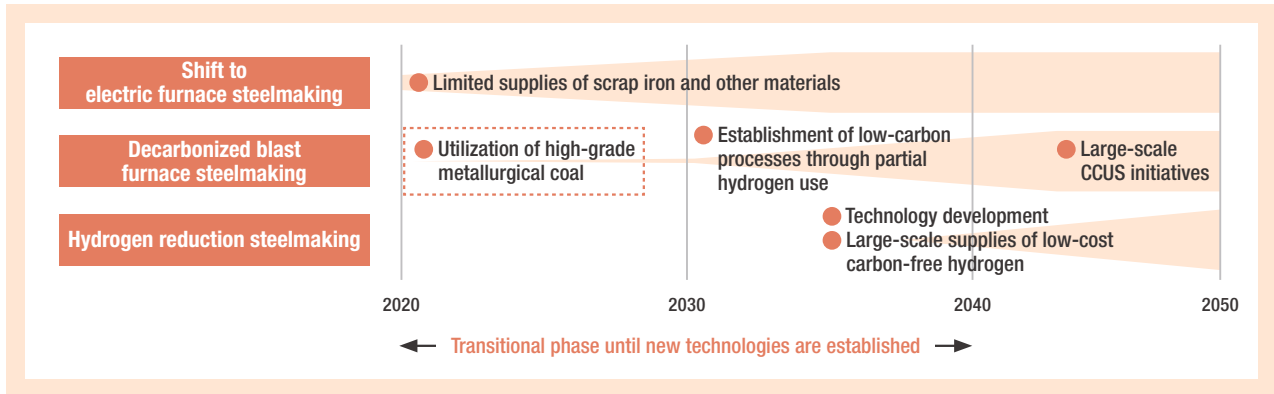 Shift to
electric furnace steelmaking
Limited supplies of scrap iron and other materials
Decarbonized blast
furnace steelmaking
Utilization of high-grade
metallurgical coal
Establishment of low-carbon
processes through partial
hydrogen use
Large-scale
CCUS initiatives
Hydrogen reduction steelmaking
Technology development
Large-scale supplies of low-cost
carbon-free hydrogen
2020
2030
2040
2050
Transitional phase until new technologies are established